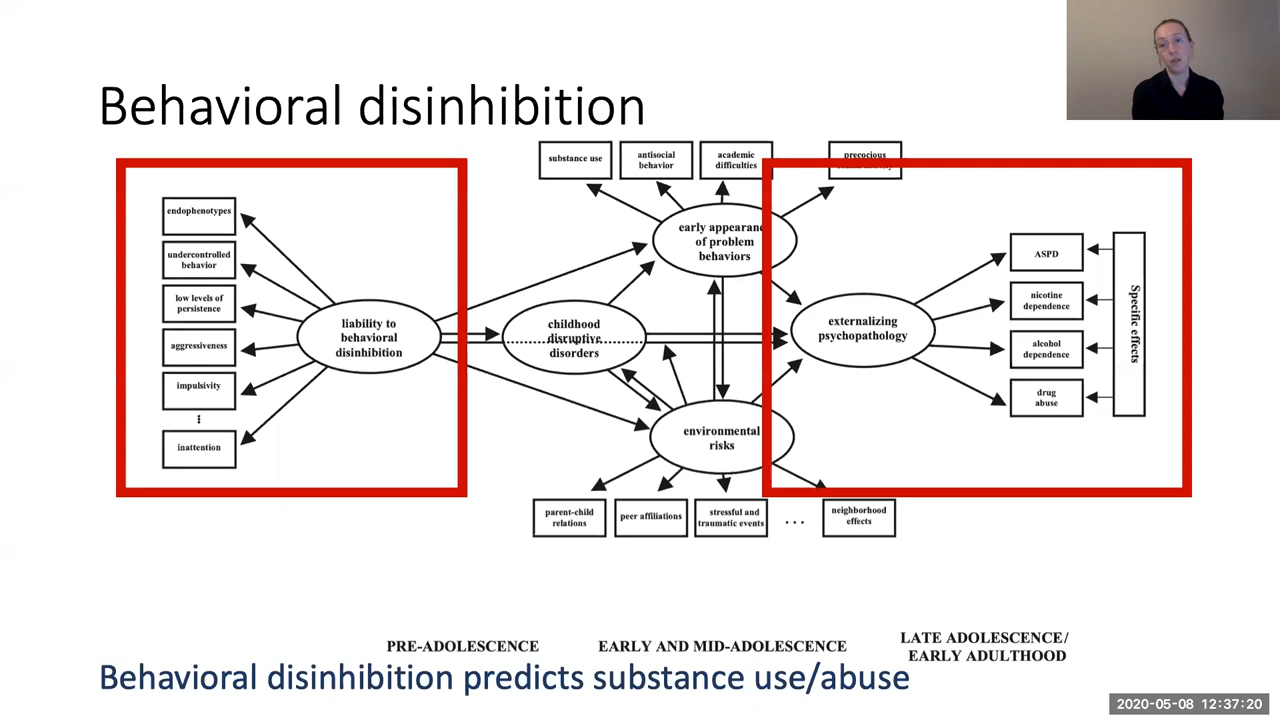 Behavioral disinhibition
substance use
antisocial
behavior
academic
difficulties
precocious
endophenotypes
undercontrolled
behavior
low levels of
persistence
aggressiveness
impulsivity
⋮
inattention
liability to
behavioral
disinhibition
early
of problem
behaviors
childhood
disruptive
disorders
environmental
risks
externalizing
psychopathology
ASPD
nicotine
dependence
alcohol
dependence
drug
abuse
Specific effects
parent-child
relations
peer affiliations
stressful and
traumatic events
...
neighborhood
effects
PRE-ADOLESCENCE
EARLY AND MID-ADOLESCENCE
LATE ADOLESCENCE/
EARLY ADULTHOOD
Behavioral disinhibition predicts substance use/abuse
2020-05-08 12:37:20